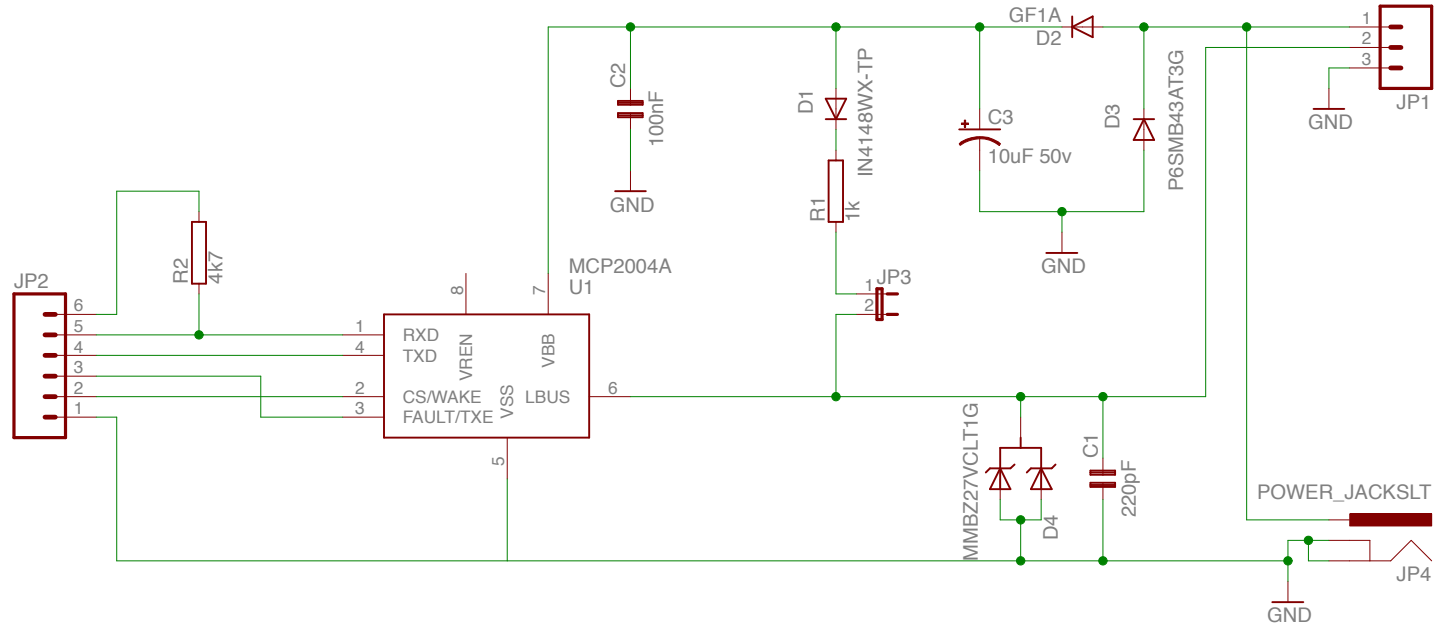 GF1A
D2
1
2
3
JP1
GND
C2
100nF
GND
D1
IN4148WX-TP
R1
1k
+
C3
10uF 50v
GND
D3
P6SMB43AT3G
R2
4k7
JP2
6
5
4
3
2
1
MCP2004A
U1
8
7
1
4
2
3
5
6
RXD
TXD
CS/WAKE
FAULT/TXE
VREN
VBB
VSS
LBUS
JP3
1
2
MMBZ27VCLT1G
D4
C1
220pF
POWER_JACKSLT
JP4
GND